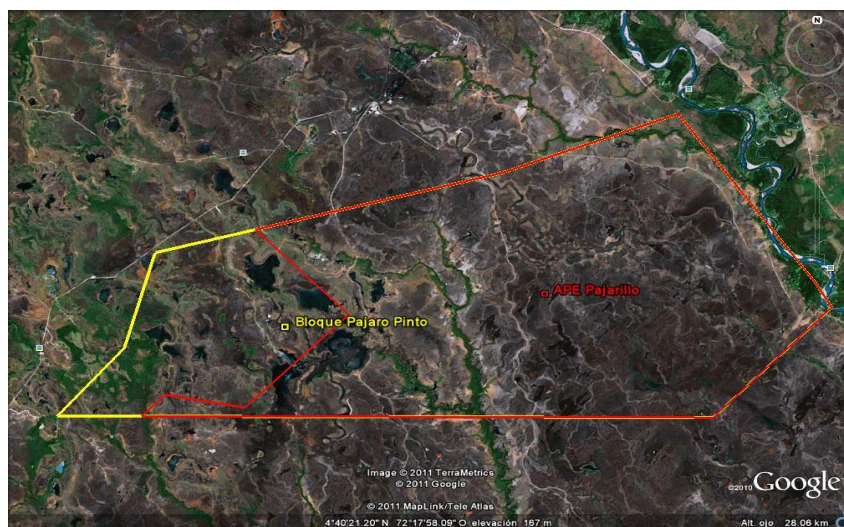 N
APE Pajarillo
Bloque Pajaro Pinto
Image © 2011 TerraMetrics
© 2011 Google
© 2010 Google
© 2011 MapLink/Tele Atlas
4°40'21.20" N 72°17'58.09" O elevación 167 m Alt. ojo 28.06 km